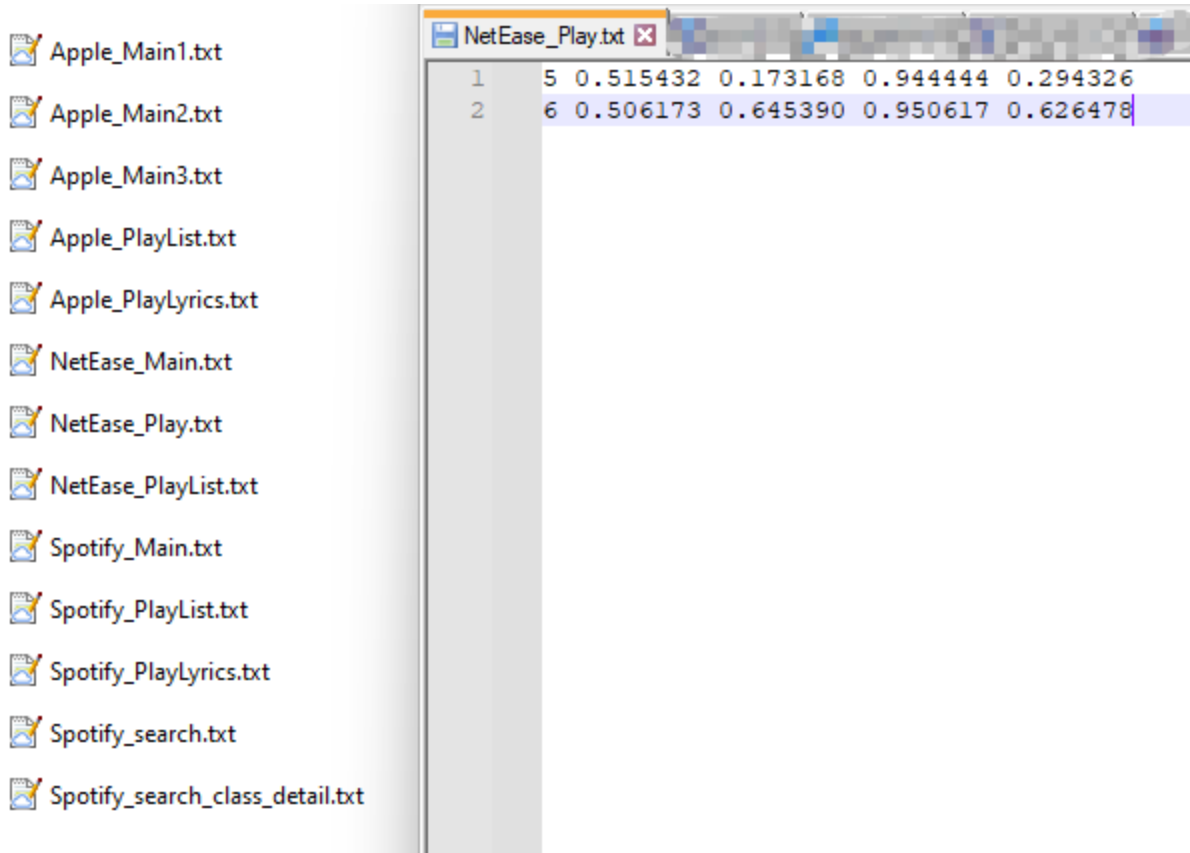 Apple_Main1.txt
Apple_Main2.txt
Apple_Main3.txt
Apple_PlayList.txt
Apple_PlayLyrics.txt
NetEase_Main.txt
NetEase_Play.txt
NetEase_PlayList.txt
Spotify_Main.txt
Spotify_PlayList.txt
Spotify_PlayLyrics.txt
Spotify_search.txt
Spotify_search_class_detail.txt
NetEase_Play.txt
1 5 0.515432 0.173168 0.944444 0.294326
2 6 0.506173 0.645390 0.950617 0.626478